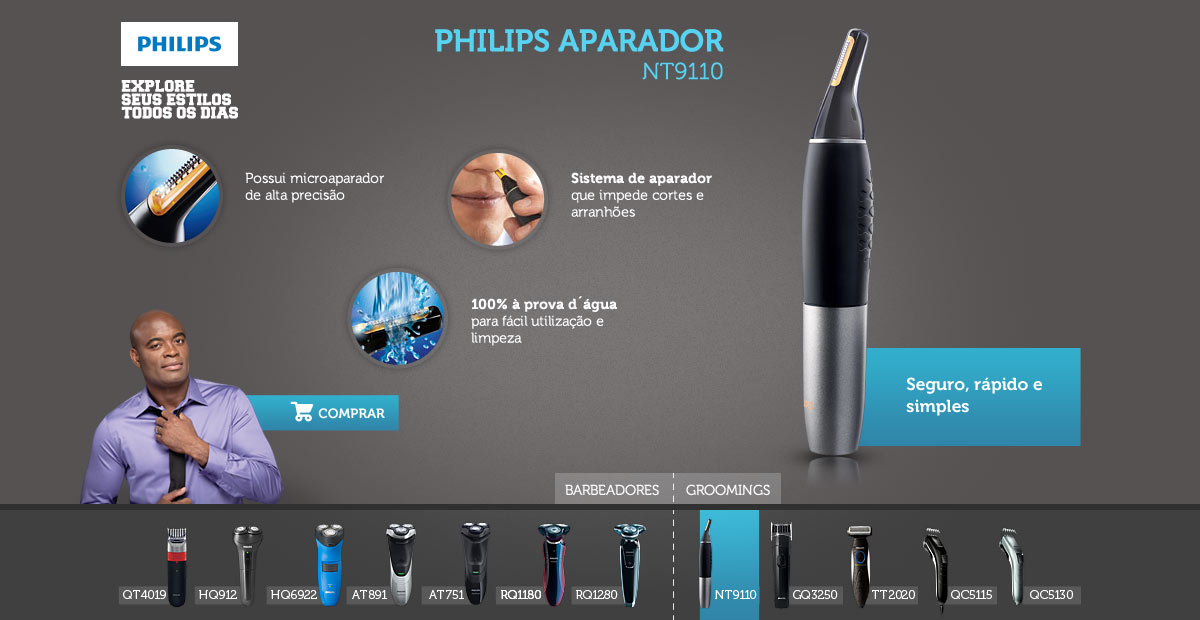 PHILIPS
EXPLORE
SEUS ESTILOS
TODOS OS DIAS
PHILIPS APARADOR
NT9110
Possui microaparador
de alta precisão
Sistema de aparador
que impede cortes e
arranhões
100% à prova d´água
para fácil utilização e
limpeza
COMPRAR
Seguro, rápido e
simples
BARBEADORES
GROOMINGS
QT4019
HQ912
HQ6922
AT891
AT751
RQ1180
RQ1280
NT9110
GQ3250
TT2020
QC5115
QC5130